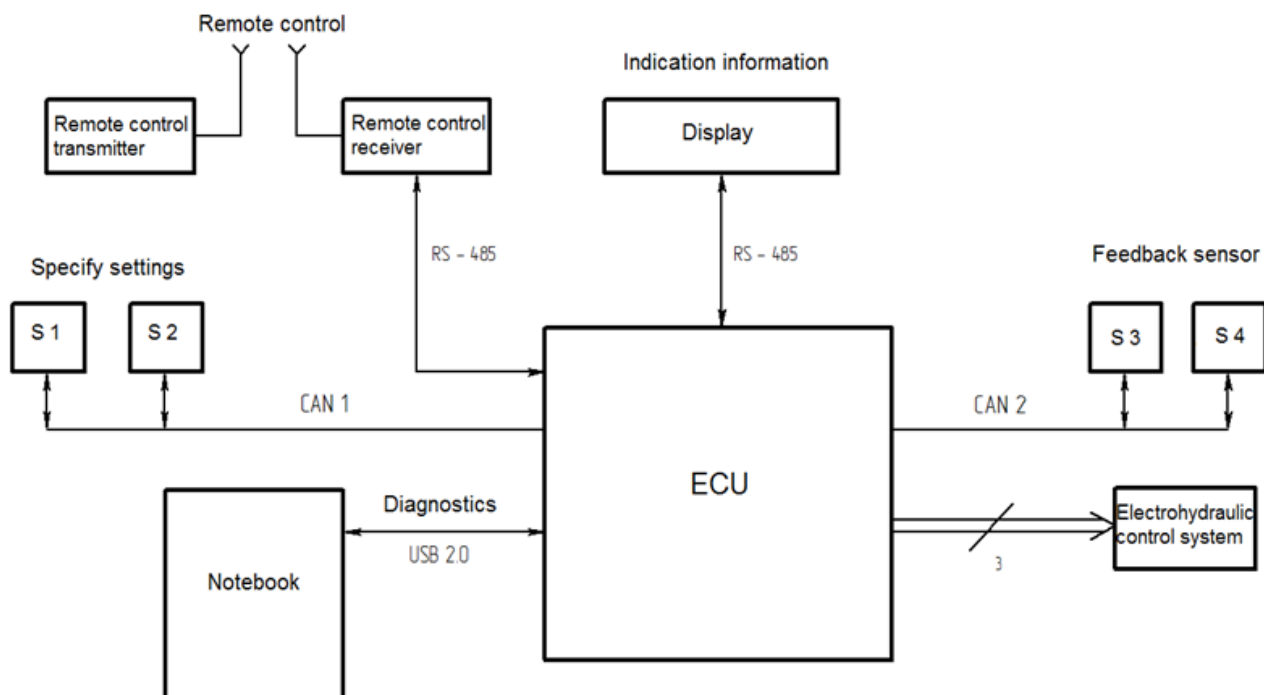 Remote control
Indication information
Remote control
transmitter
Remote control
receiver
Display
RS - 485
RS - 485
Specify settings
Feedback sensor
S 1
S 2
S 3
S 4
CAN 1
CAN 2
ECU
Diagnostics
USB 2.0
Notebook
Electrohydraulic
control system
3